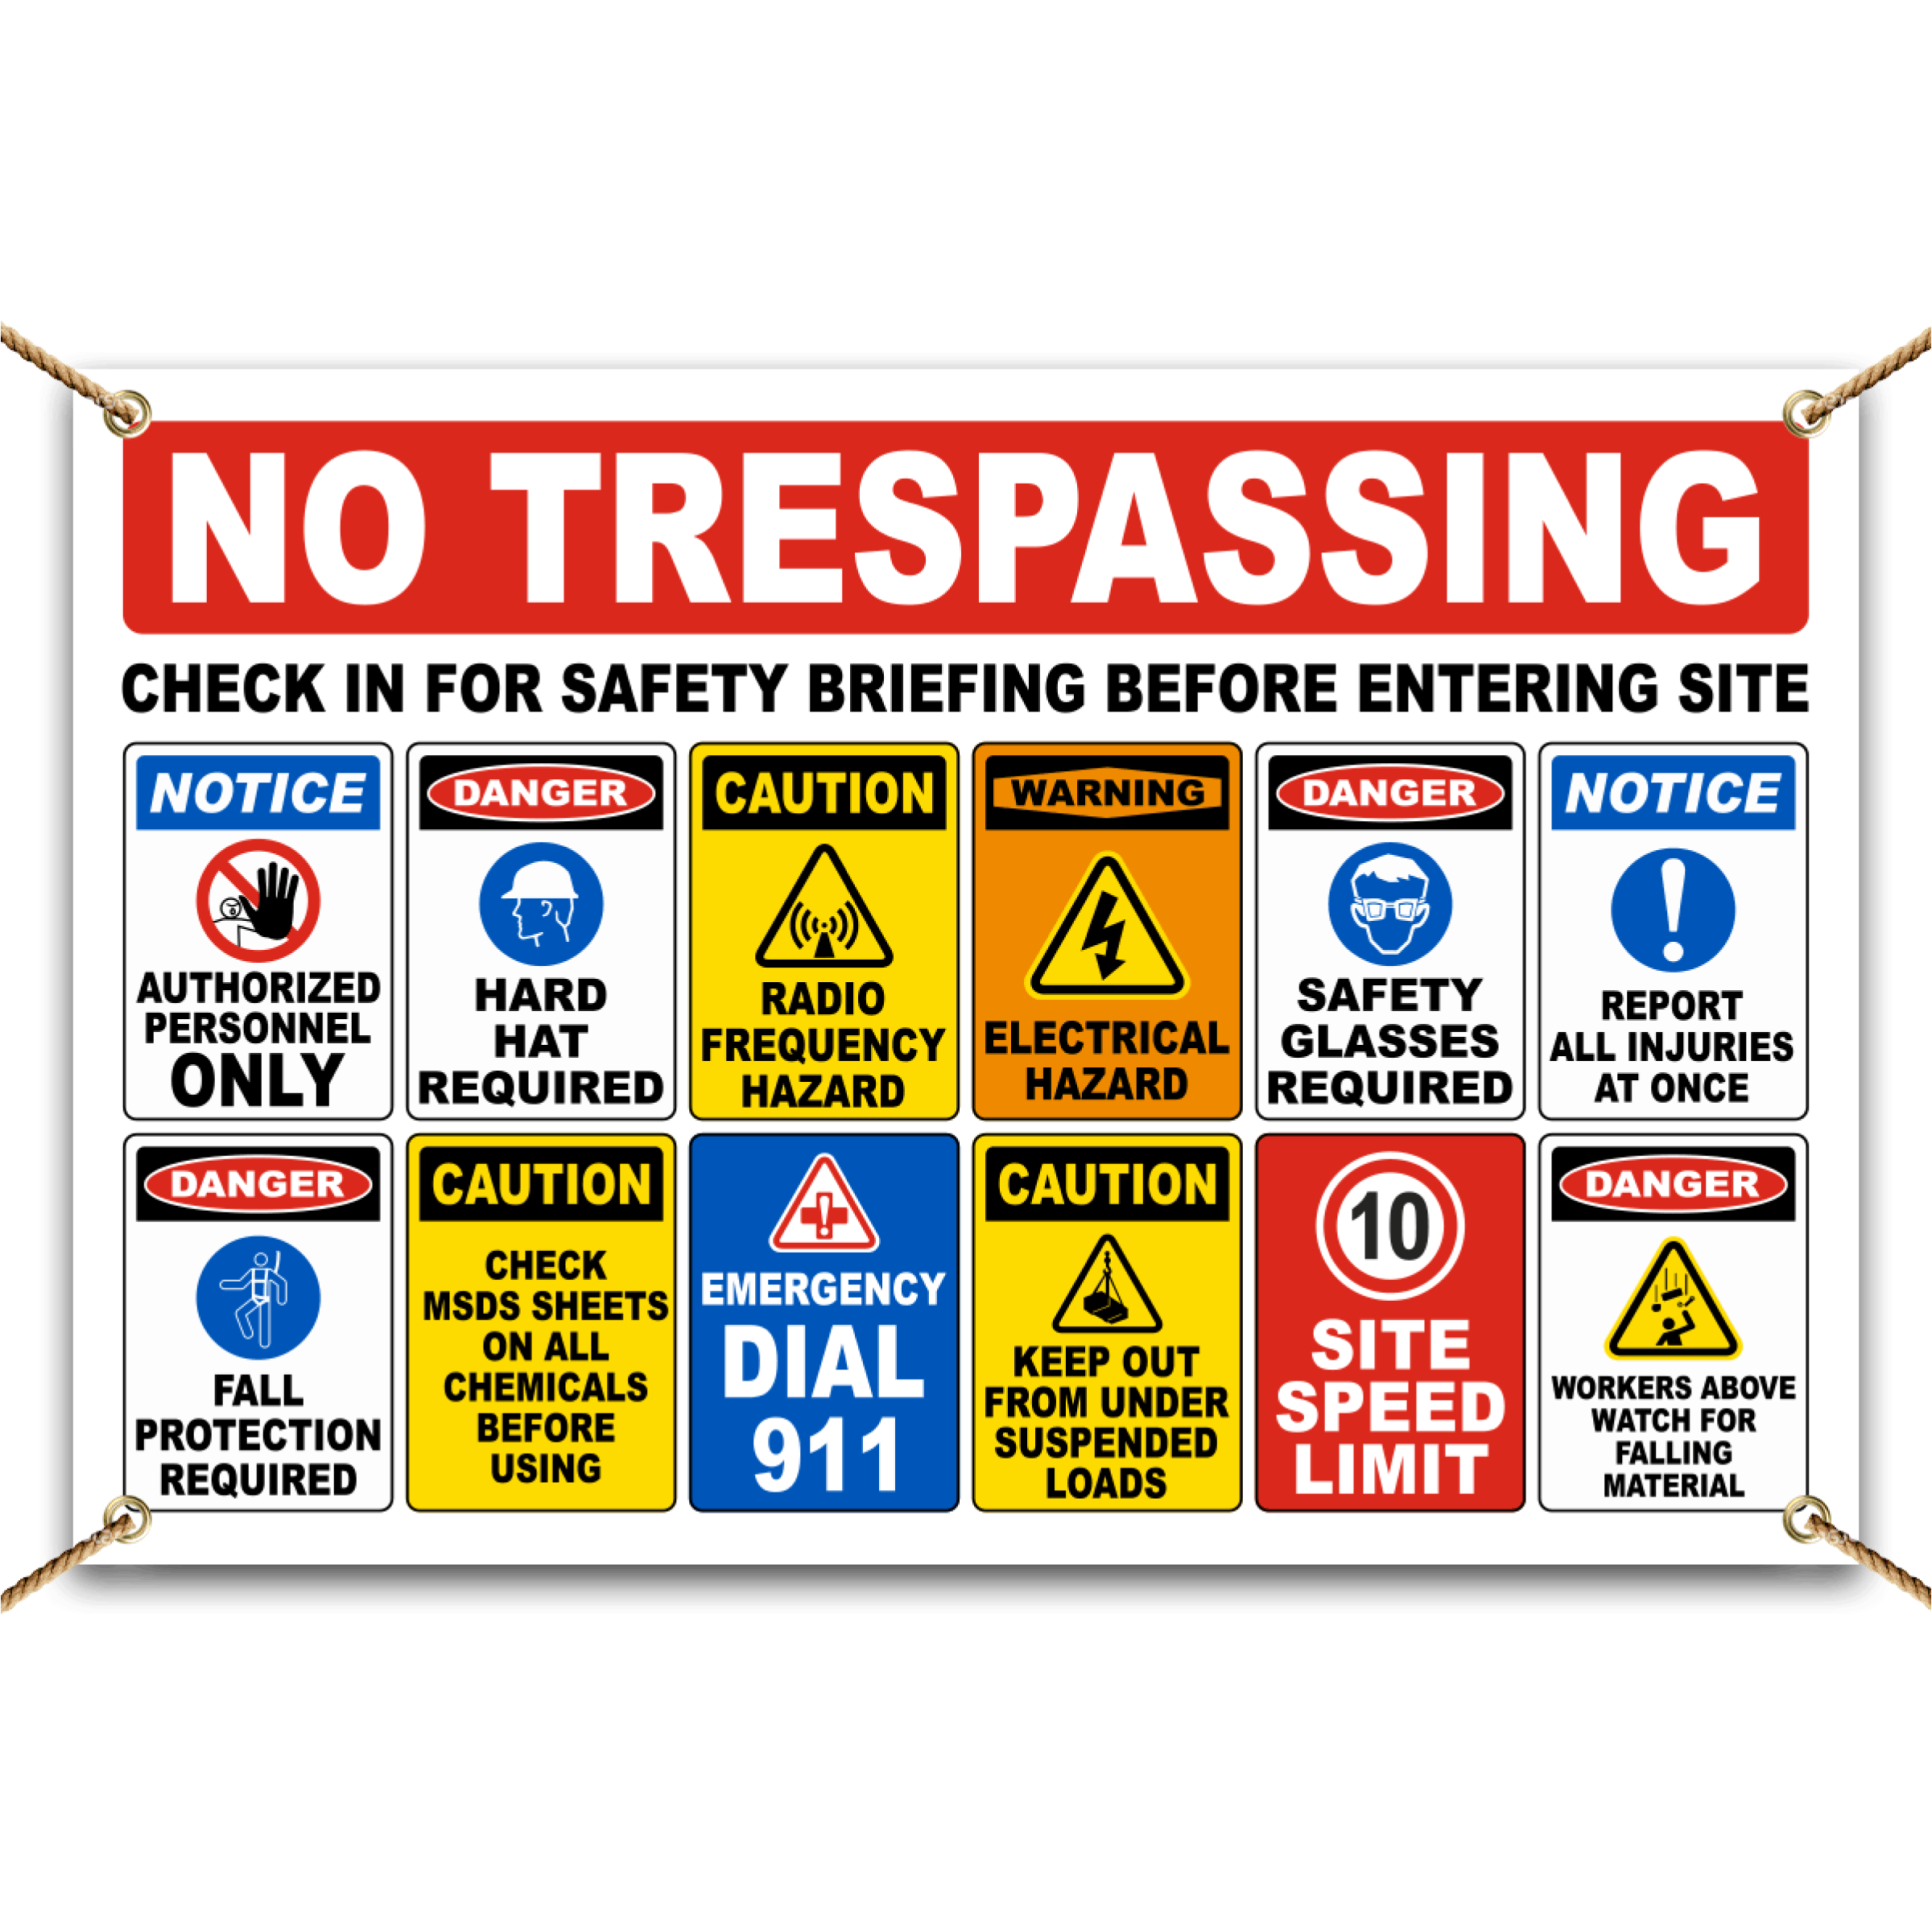 NO TRESPASSING
CHECK IN FOR SAFETY BRIEFING BEFORE ENTERING SITE
NOTICE
AUTHORIZED
PERSONNEL
ONLY
DANGER
HARD
HAT
REQUIRED
CAUTION
RADIO
FREQUENCY
HAZARD
WARNING
ELECTRICAL
HAZARD
DANGER
SAFETY
GLASSES
REQUIRED
NOTICE
REPORT
ALL INJURIES
AT ONCE
DANGER
FALL
PROTECTION
REQUIRED
CAUTION
CHECK
MSDS SHEETS
ON ALL
CHEMICALS
BEFORE
USING
EMERGENCY
DIAL
911
CAUTION
KEEP OUT
FROM UNDER
SUSPENDED
LOADS
10
SITE
SPEED
LIMIT
DANGER
WORKERS ABOVE
WATCH FOR
FALLING
MATERIAL